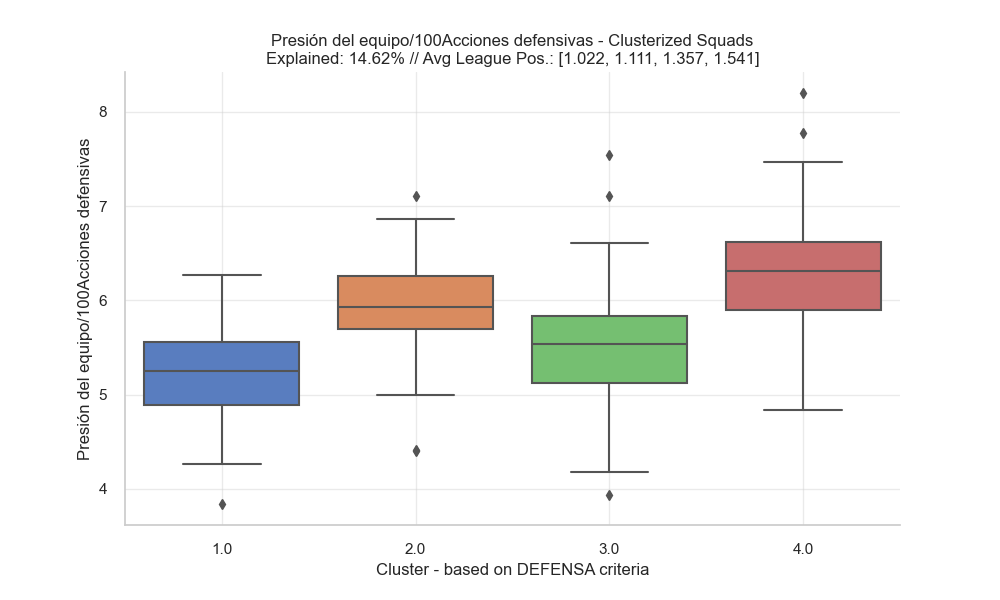 Presión del equipo/100Acciones defensivas - Clusterized Squads
Explained: 14.62% // Avg League Pos.: [1.022, 1.111, 1.357, 1.541]
Presión del equipo/100Acciones defensivas
8
7
6
5
4
1.0 2.0 3.0 4.0
Cluster - based on DEFENSA criteria